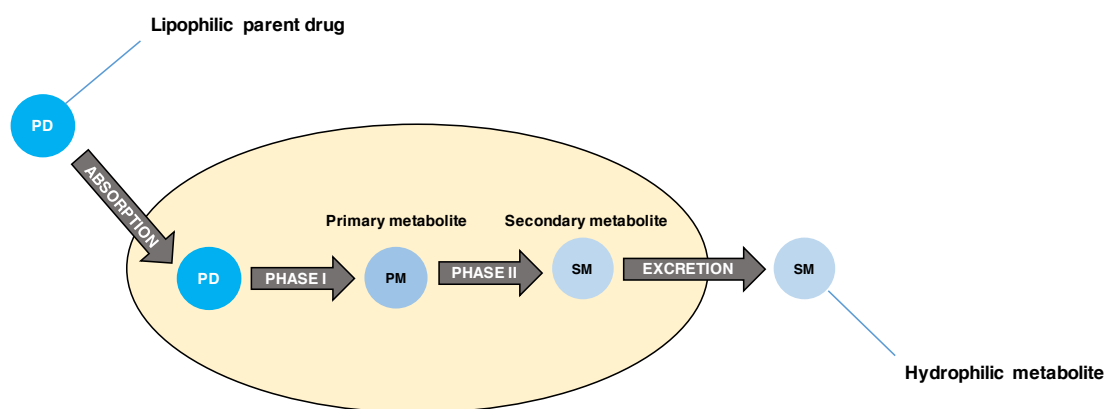 Lipophilic parent drug
PD
ABSORPTION
Primary metabolite
Secondary metabolite
PD
PHASE I
PM
PHASE II
SM
EXCRETION
SM
Hydrophilic metabolite